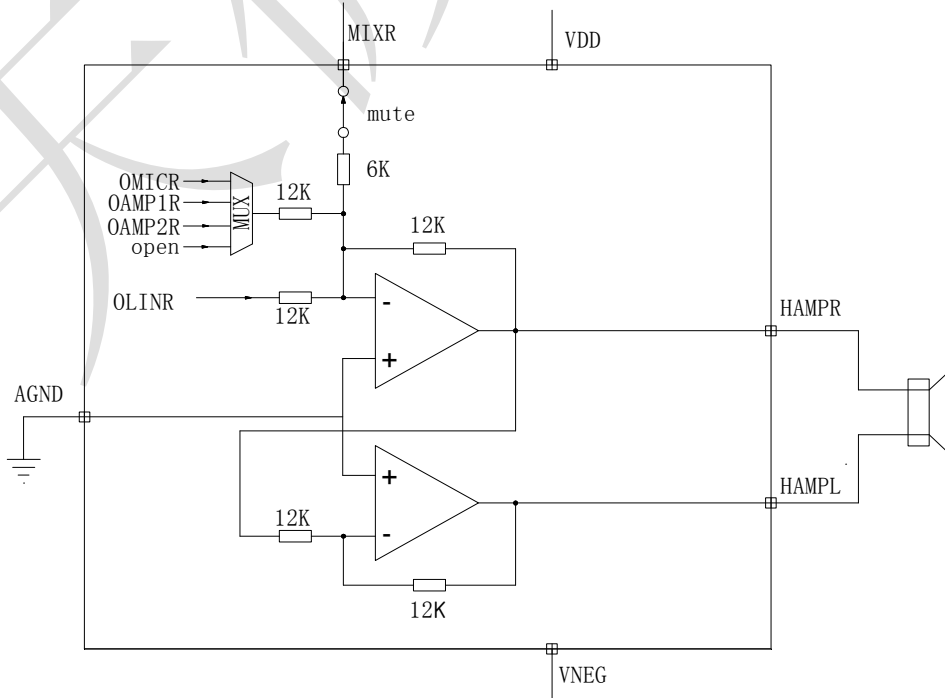 MIXR
VDD
mute
6K
OMICR
OAMP1R
OAMP2R
open
MUX
12K
12K
OLINR
12K
-
+
HAMPR
AGND
+
-
HAMPL
12K
12K
VNEG